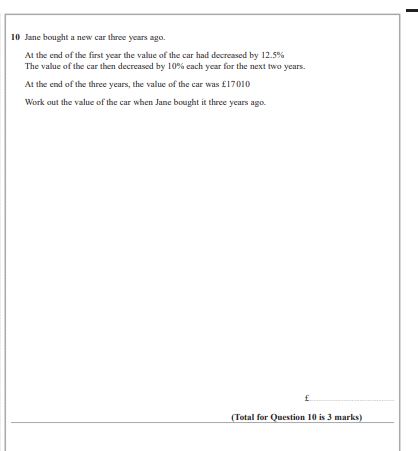 10 Jane bought a new car three years ago.
At the end of the first year the value of the car had decreased by 12.5%
The value of the car then decreased by 10% each year for the next two years.
At the end of the three years, the value of the car was £17010
Work out the value of the car when Jane bought it three years ago.
£
(Total for Question 10 is 3 marks)